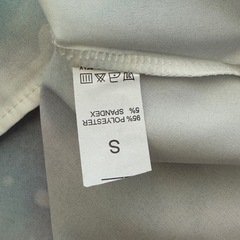 S
95% POLYESTER
5% SPANDEX